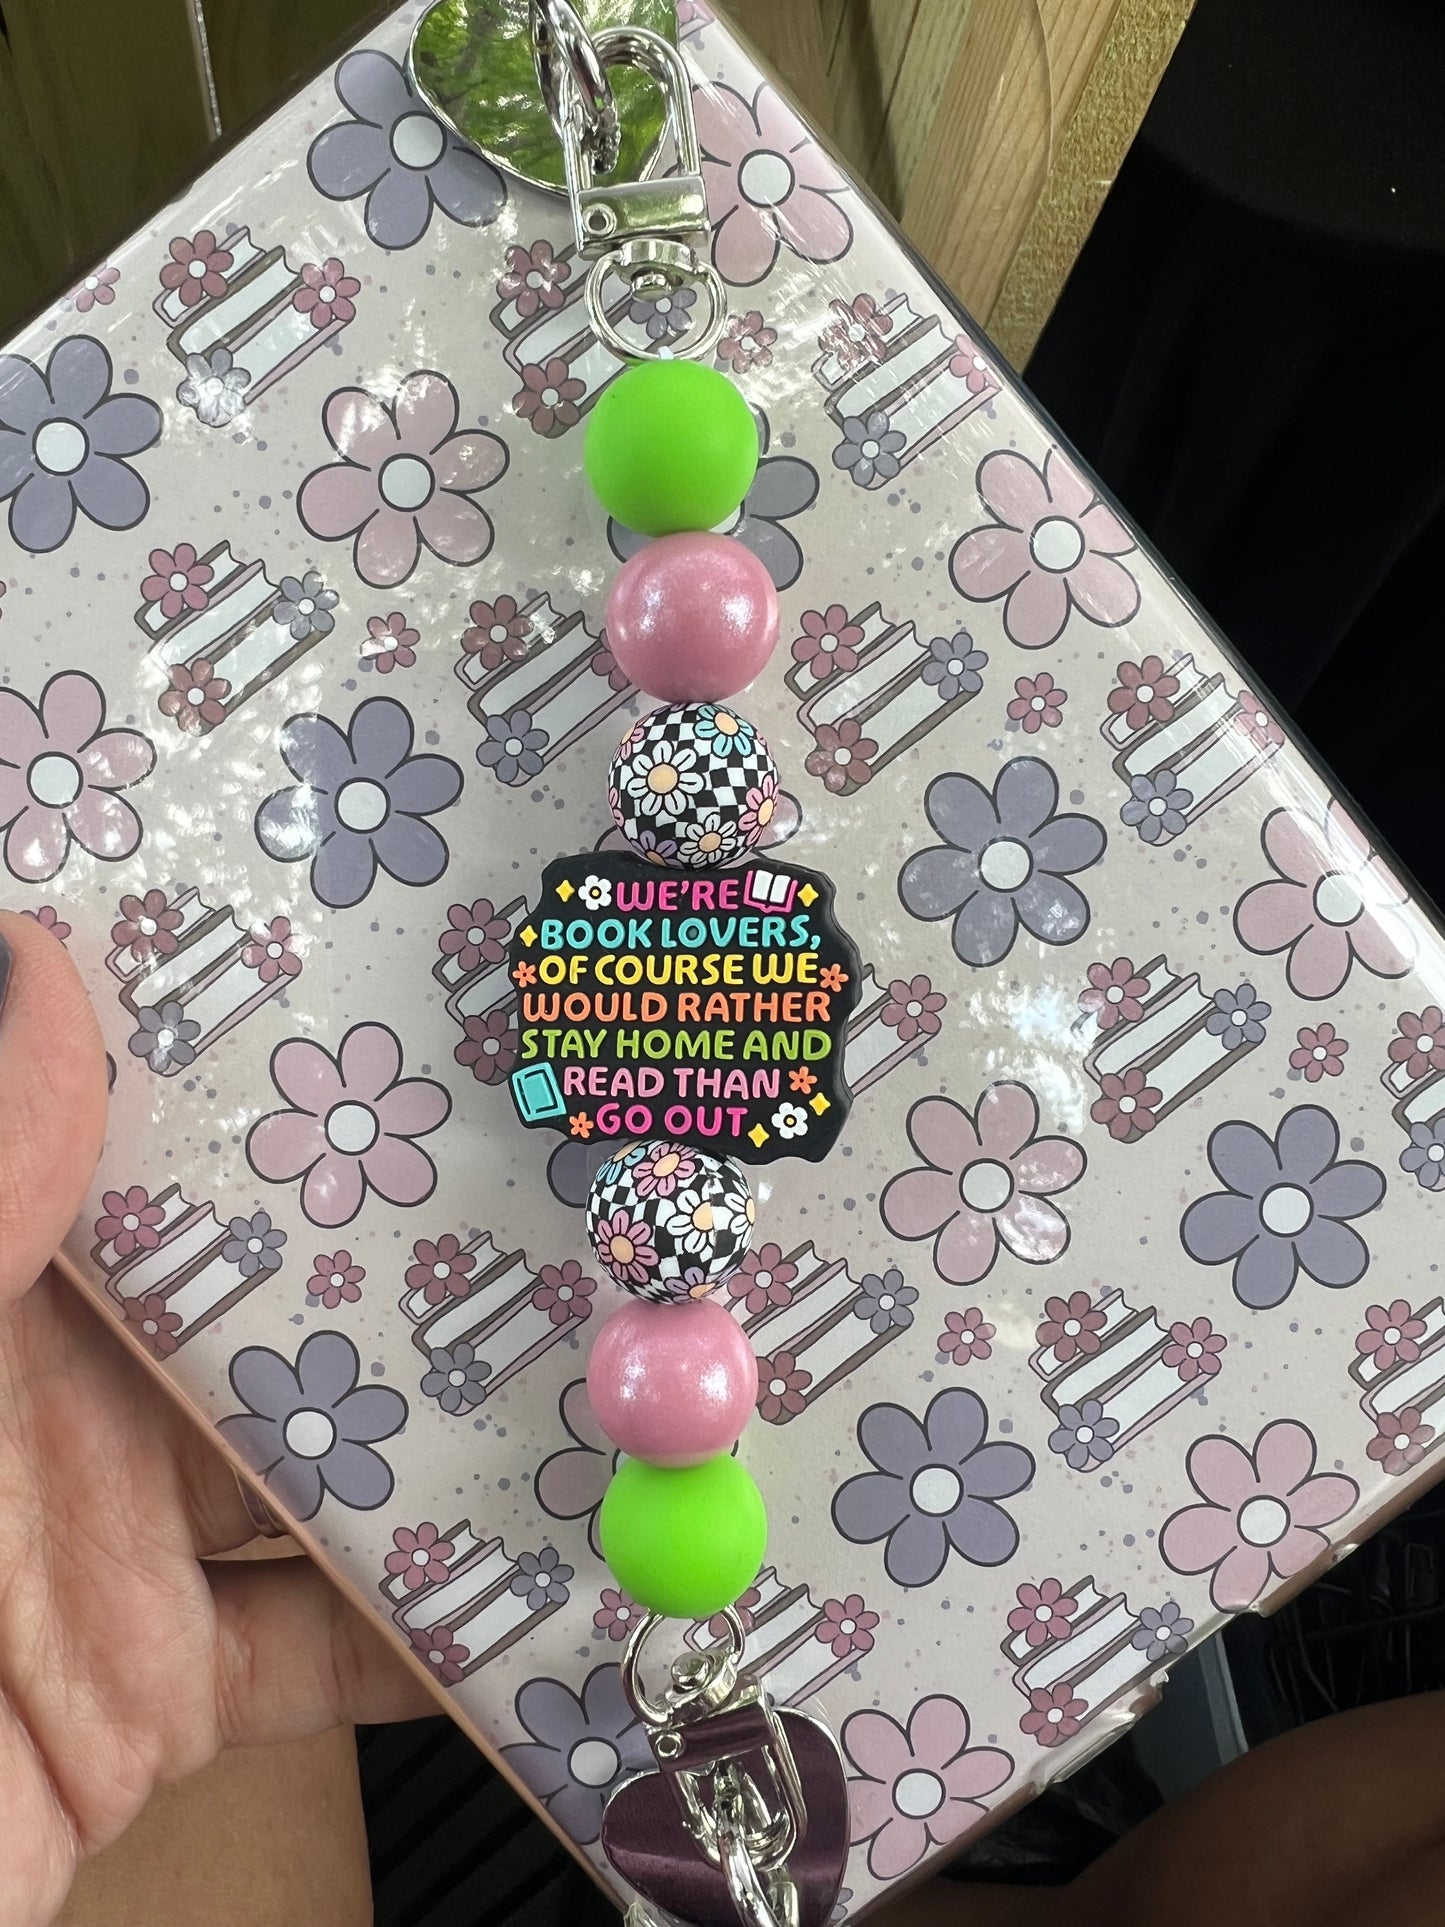 WE'RE
BOOK LOVERS,
OF COURSE WE
WOULD RATHER
STAY HOME AND
READ THAN
GO OUT